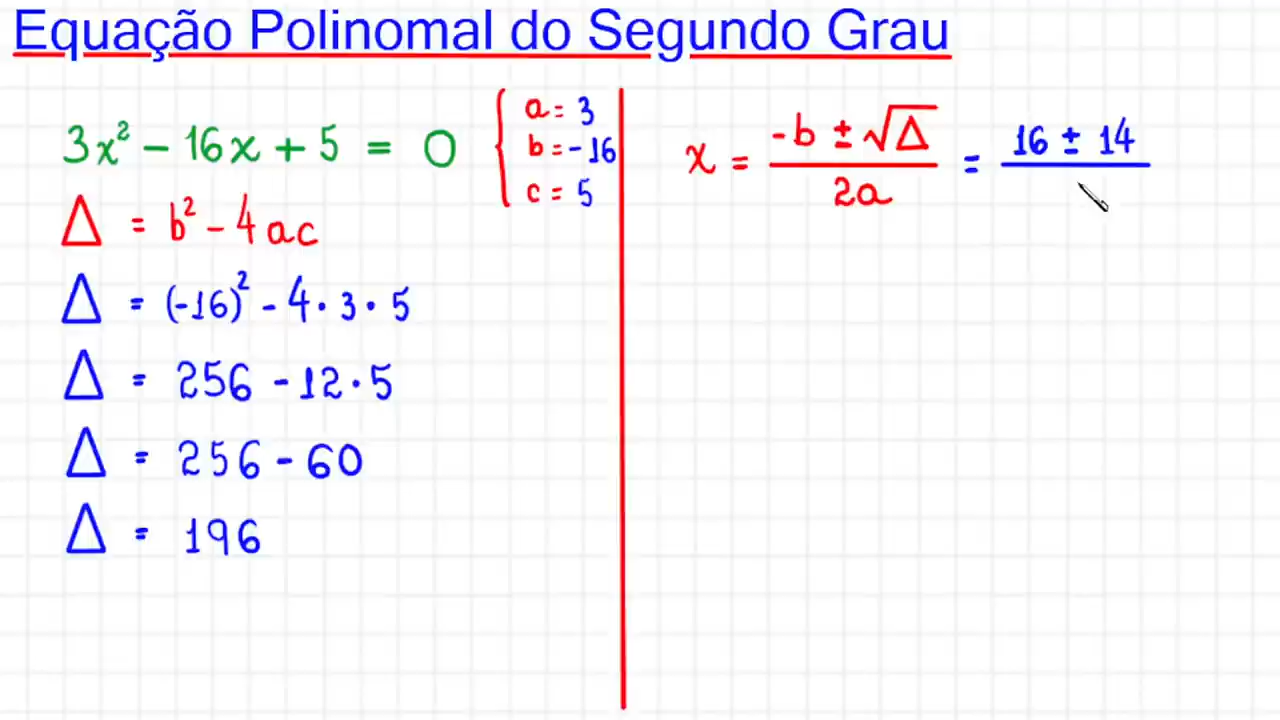 Equação Polinomal do Segundo Grau
3x² − 16x + 5 = 0
a = 3
b = -16
c = 5
Δ = b² - 4ac
Δ = (-16)² - 4 · 3 · 5
Δ = 256 - 12 · 5
Δ = 256 - 60
Δ = 196
x = (-b ± √Δ) / 2a = 16 ± 14